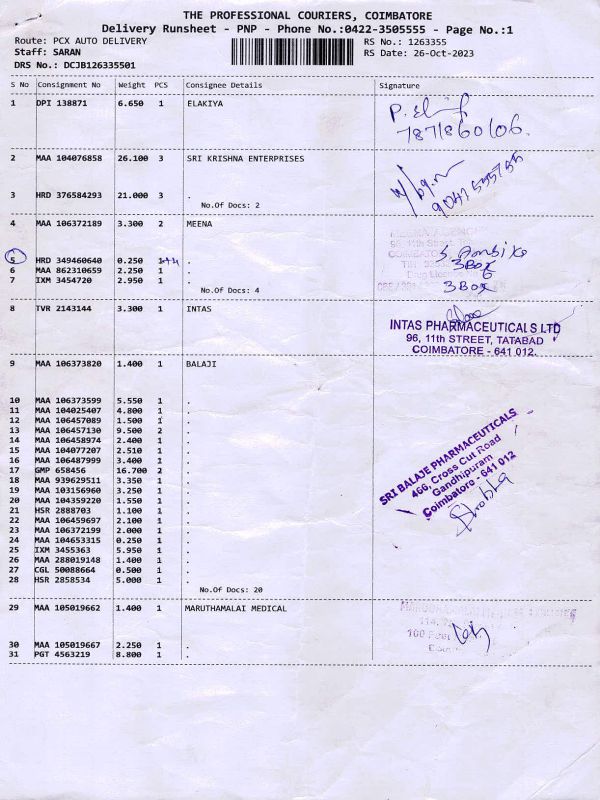 THE PROFESSIONAL COURIERS, COIMBATORE
Delivery Runsheet - PNP - Phone No.:0422-3505555 - Page No.:1
Route: PCX AUTO DELIVERY RS No.: 1263355
Staff: SARAN RS Date: 26-Oct-2023
DRS No.: DCJB126335501
S No Consignment No Weight PCS Consignee Details Signature
1 DPI 138871 6.650 1 ELAKIYA
7871860106.
2 MAA 104076858 26.100 3 SRI KRISHNA ENTERPRISES
3 HRD 376584293 21.000 3 .
No.Of Docs: 2
4 MAA 106372189 3.300 2 MEENA
5 HRD 349460640 0.250 .
6 MAA 862310659 2.250 1 .
7 IXM 3454720 2.950 1 .
3 Box
3 Box
No.Of Docs: 4
8 TVR 2143144 3.300 1 INTAS
INTAS PHARMACEUTICALS LTD
96, 11th STREET, TATABAD
COIMBATORE - 641 012.
9 MAA 106373820 1.400 1 BALAJI
10 MAA 106373599 5.550 1 .
11 MAA 104025407 4.800 1 .
12 MAA 106457089 1.500 1 .
13 MAA 106457130 9.500 2 .
14 MAA 106458974 2.400 1 .
15 MAA 104077207 2.510 1 .
16 MAA 106487999 3.400 1 .
17 GMP 658456 16.700 2 .
18 MAA 939629511 3.350 1 .
19 MAA 103156960 3.250 1 .
20 MAA 104359220 1.550 1 .
21 HSR 2888703 1.100 1 .
22 MAA 106459697 2.100 1 .
23 MAA 106372199 2.000 1 .
24 MAA 104653315 0.250 1 .
25 IXM 3455363 5.950 1 .
26 MAA 288019148 1.400 1 .
27 CGL 50088664 0.500 1 .
28 HSR 2858534 5.000 1 .
No.Of Docs: 20
SRI BALAJE PHARMACEUTICALS
466, Cross Cut Road
Gandhipuram
Coimbatore - 641 012
29 MAA 105019662 1.400 1 MARUTHAMALAI MEDICAL
30 MAA 105019667 2.250 1 .
31 PGT 4563219 8.800 1 .